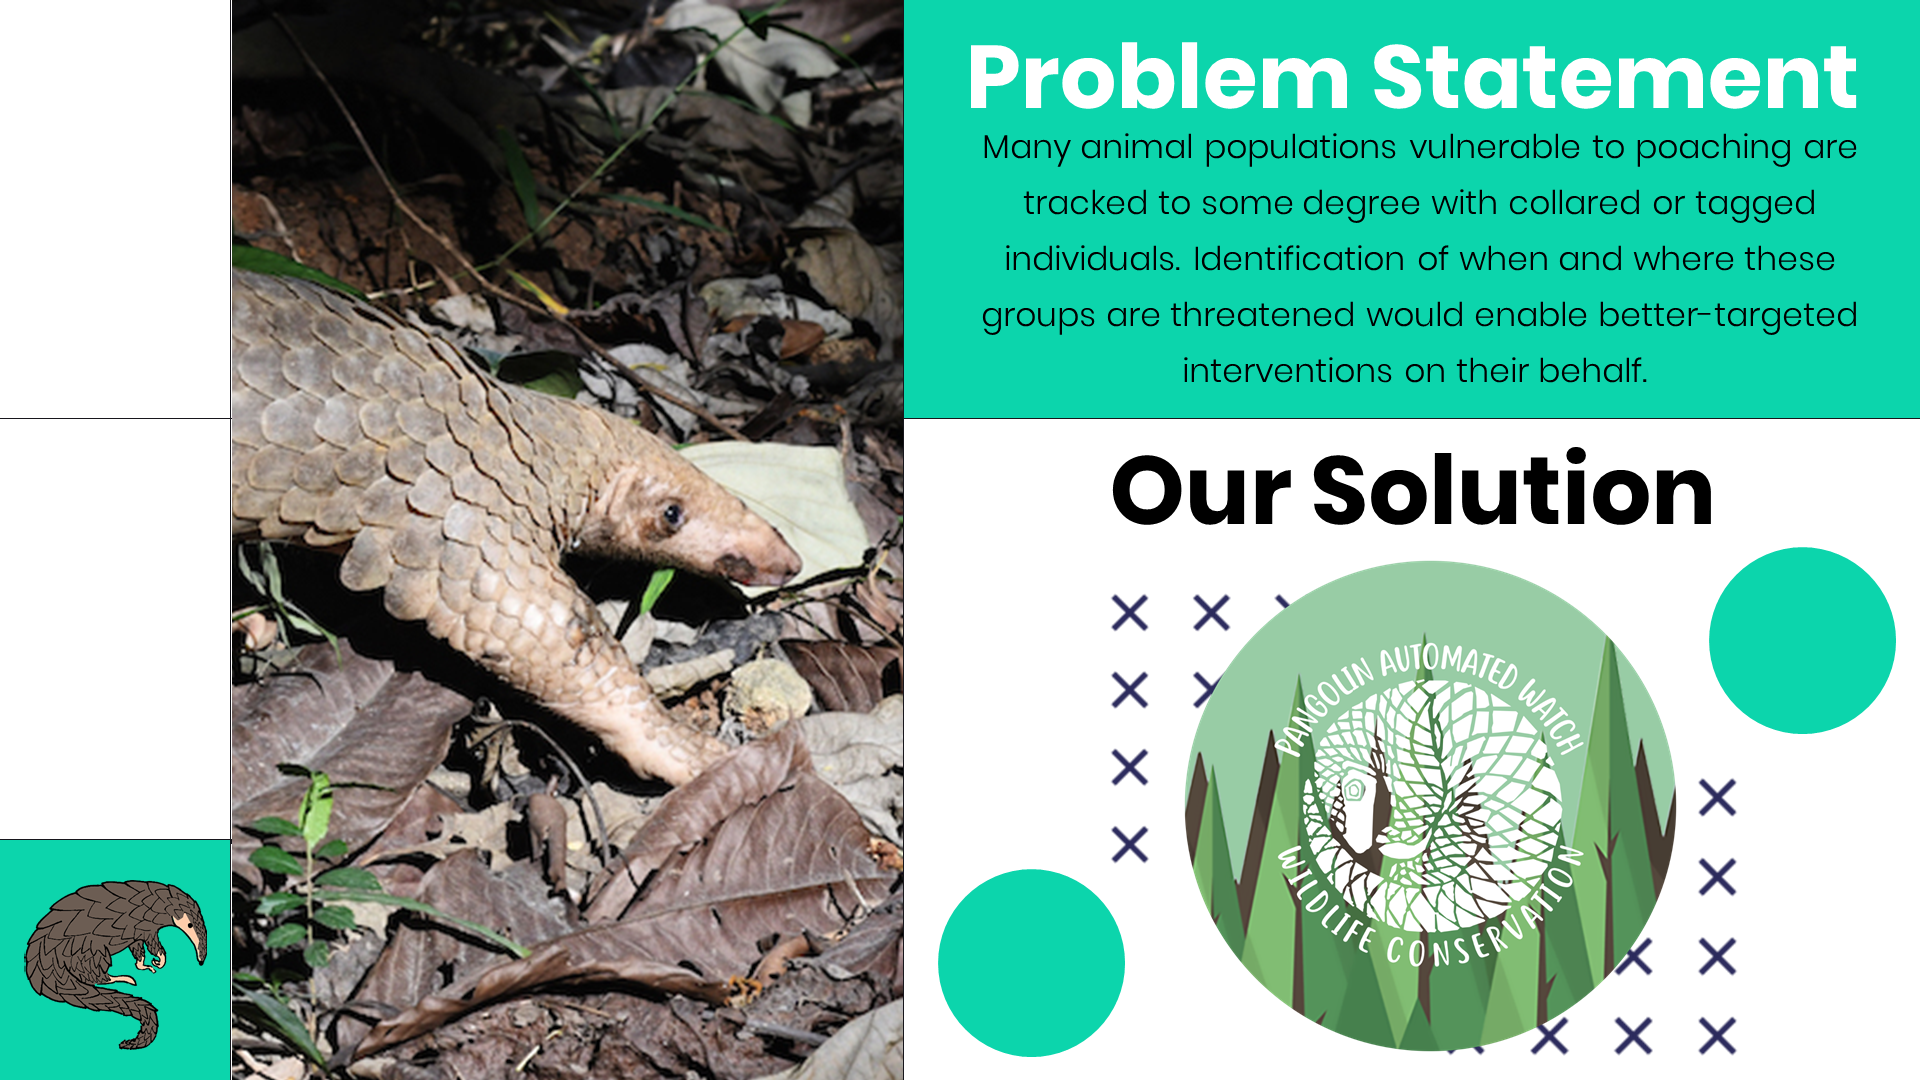 Problem Statement
Many animal populations vulnerable to poaching are
tracked to some degree with collared or tagged
individuals. Identification of when and where these
groups are threatened would enable better-targeted
interventions on their behalf.
Our Solution
PANGOLIN AUTOMATED WATCH
WILDLIFE CONSERVATION